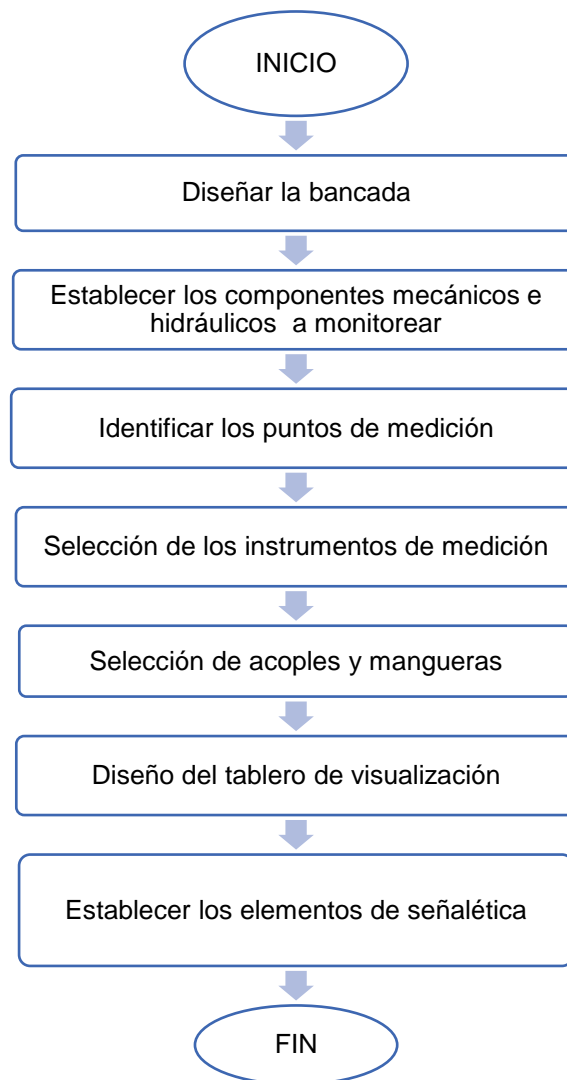 INICIO
Diseñar la bancada
Establecer los componentes mecánicos e
hidráulicos  a monitorear
Identificar los puntos de medición
Selección de los instrumentos de medición
Selección de acoples y mangueras
Diseño del tablero de visualización
Establecer los elementos de señalética
FIN